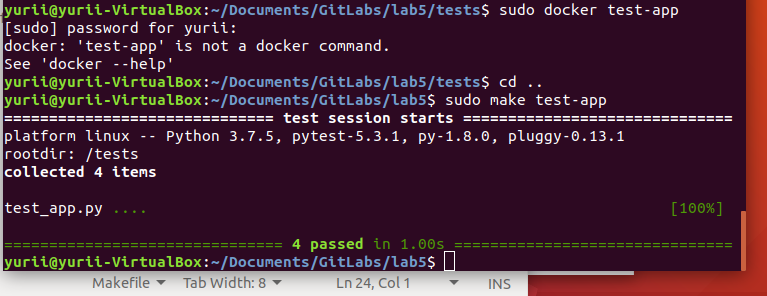 yurii@yurii-VirtualBox:~/Documents/GitLabs/lab5/tests$ sudo docker test-app
[sudo] password for yurii:
docker: 'test-app' is not a docker command.
See 'docker --help'
yurii@yurii-VirtualBox:~/Documents/GitLabs/lab5/tests$ cd ..
yurii@yurii-VirtualBox:~/Documents/GitLabs/lab5$ sudo make test-app
============================== test session starts ==============================
platform linux -- Python 3.7.5, pytest-5.3.1, py-1.8.0, pluggy-0.13.1
rootdir: /tests
collected 4 items
test_app.py .... [100%]
=============================== 4 passed in 1.00s ===============================
yurii@yurii-VirtualBox:~/Documents/GitLabs/lab5$
Makefile Tab Width: 8 Ln 24, Col 1 INS